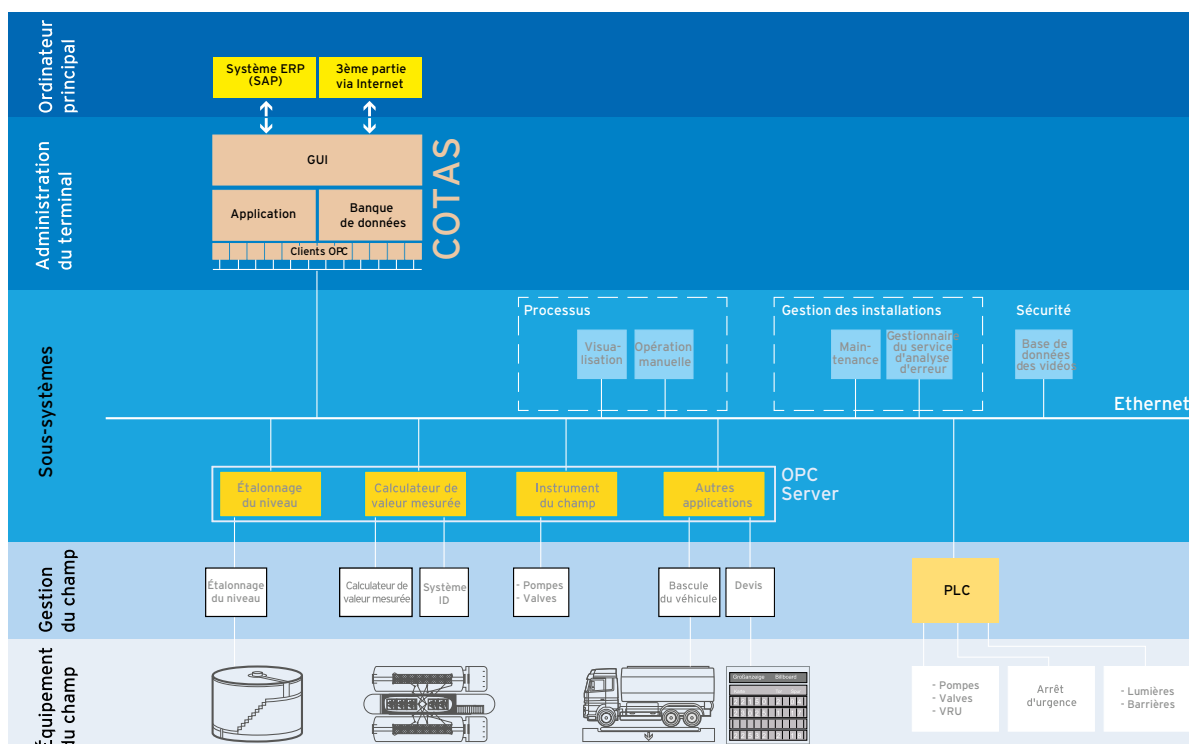 Ordinateur
principal
Système ERP
(SAP)
3ème partie
via Internet
Administration
du terminal
GUI
Application
Banque
de données
Clients OPC
COTAS
Sous-systèmes
Processus
Visua-
lisation
Opération
manuelle
Gestion des installations
Main-
tenance
Gestionnaire
du service
d'analyse
d'erreur
Sécurité
Base de
données
des vidéos
Ethernet
Étalonnage
du niveau
Calculateur de
valeur mesurée
Instrument
du champ
Autres
applications
OPC
Server
Gestion
du champ
Étalonnage
du niveau
Calculateur de
valeur mesurée
Système
ID
- Pompes
- Valves
Bascule
du véhicule
Devis
PLC
Équipement
du champ
- Pompes
- Valves
- VRU
Arrêt
d'urgence
- Lumières
- Barrières